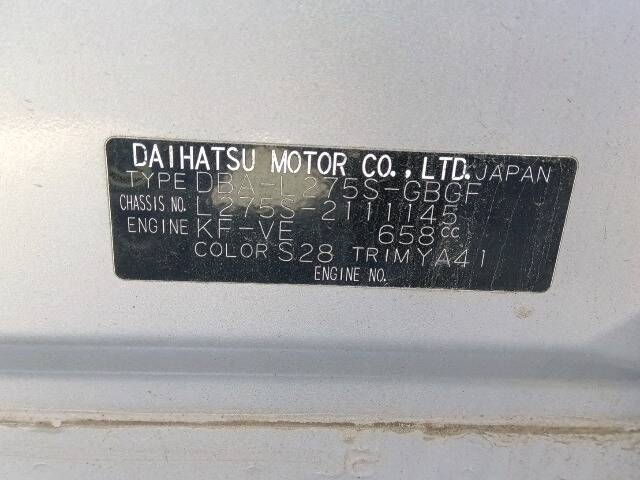 DAIHATSU MOTOR CO., LTD. JAPAN
TYPE DBA-L275S-GBGF
CHASSIS NO. L275S-2111145
ENGINE KF-VE 658cc
COLOR S28 TRIM YA41
ENGINE NO.